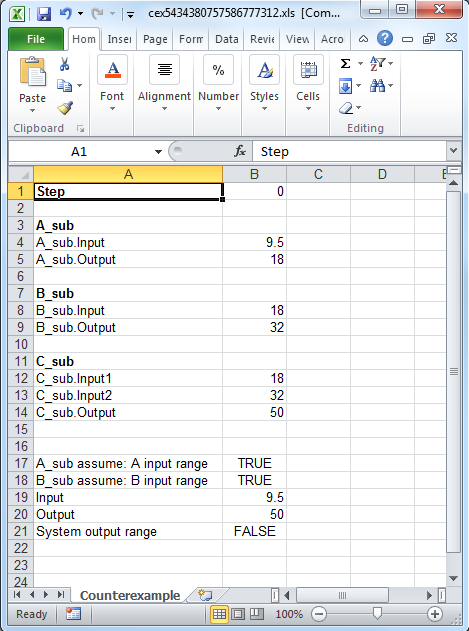 cex5434380757586777312.xls [Com...
File Hom Inser Page Forr Data Revie View Acro
Paste Font Alignment Number Styles Cells
Clipboard Editing
A1 fx Step
A B C D E
1 Step 0
2
3 A_sub
4 A_sub.Input 9.5
5 A_sub.Output 18
6
7 B_sub
8 B_sub.Input 18
9 B_sub.Output 32
10
11 C_sub
12 C_sub.Input1 18
13 C_sub.Input2 32
14 C_sub.Output 50
15
16
17 A_sub assume: A input range TRUE
18 B_sub assume: B input range TRUE
19 Input 9.5
20 Output 50
21 System output range FALSE
22
23
24
Counterexample
Ready 100%